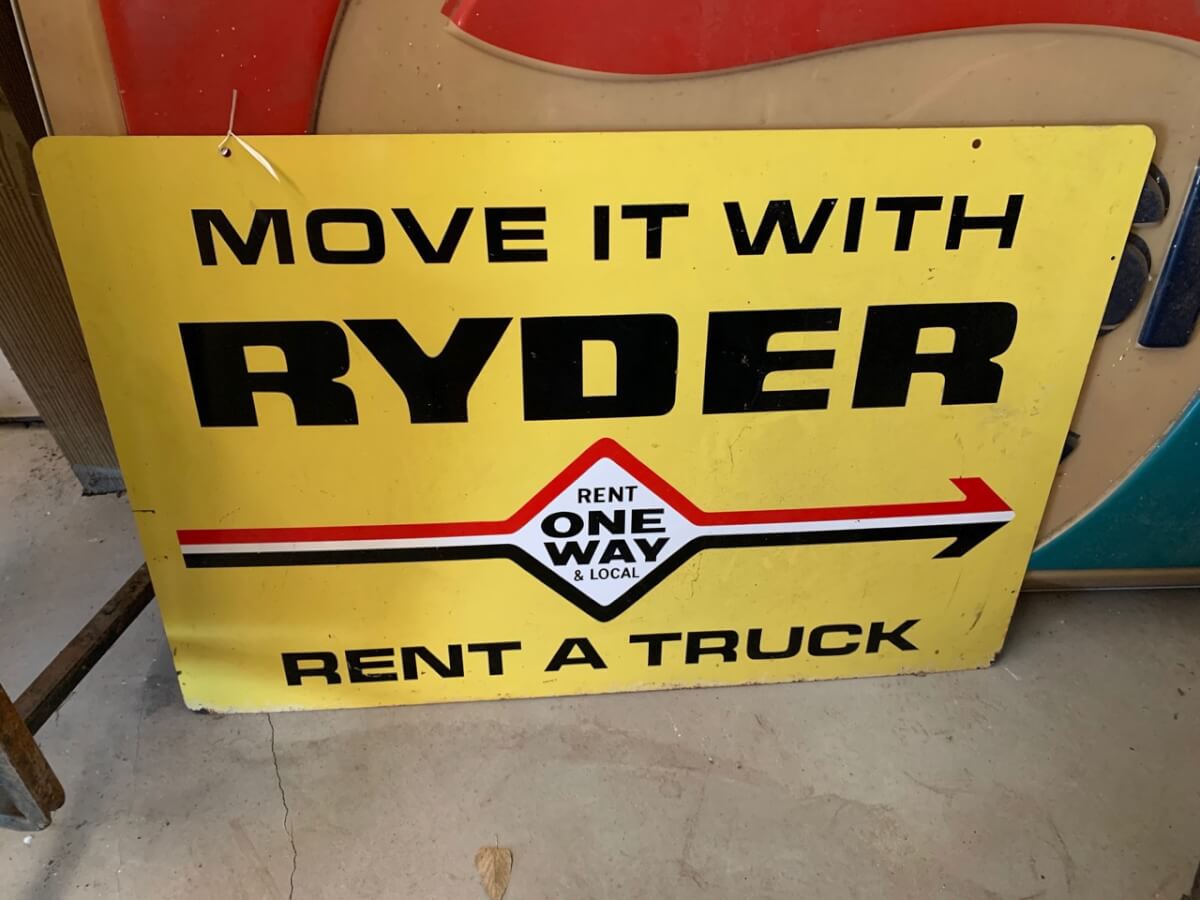 MOVE IT WITH
RYDER
RENT
ONE
WAY
& LOCAL
RENT A TRUCK